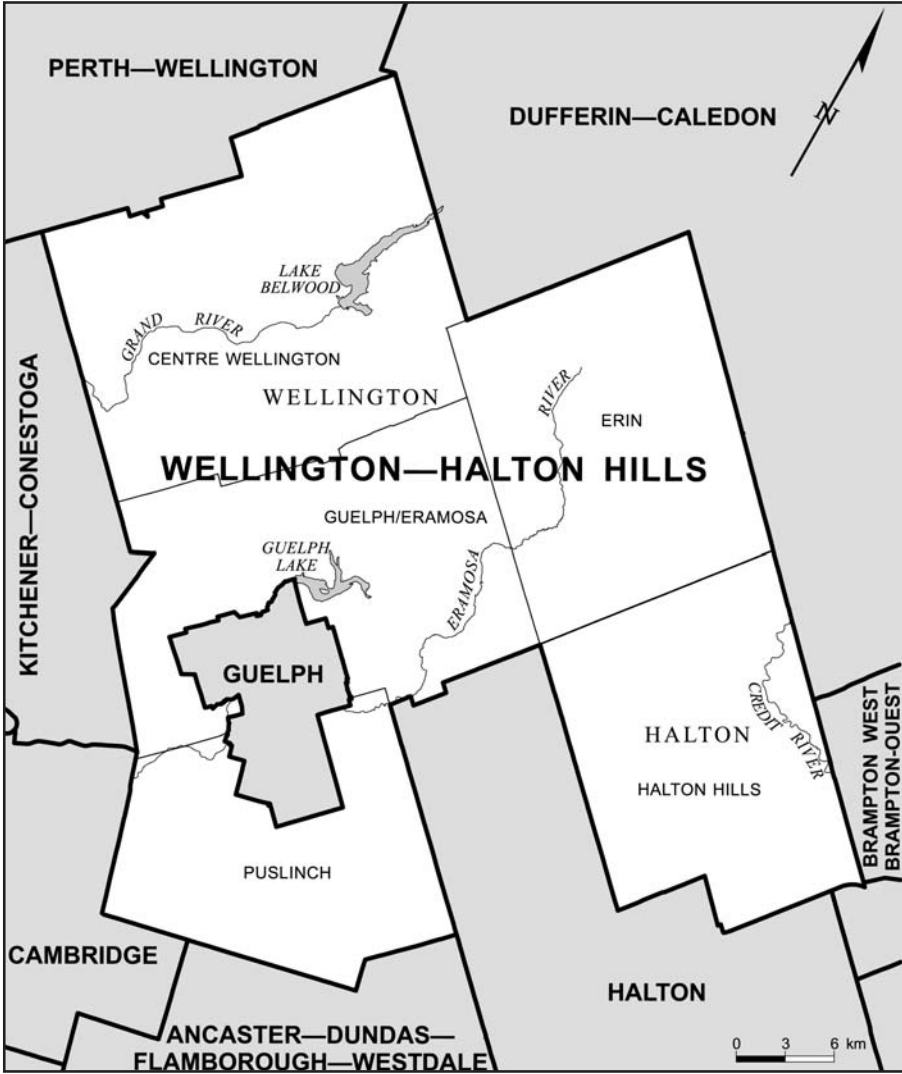 PERTH—WELLINGTON
DUFFERIN—CALEDON
N
LAKE
BELWOOD
GRAND RIVER
CENTRE WELLINGTON
WELLINGTON
RIVER
ERIN
KITCHENER—CONESTOGA
WELLINGTON—HALTON HILLS
GUELPH/ERAMOSA
GUELPH
LAKE
ERAMOSA
GUELPH
CREDIT RIVER
HALTON
HALTON HILLS
BRAMPTON WEST
BRAMPTON-OUEST
PUSLINCH
CAMBRIDGE
HALTON
ANCASTER—DUNDAS—
FLAMBOROUGH—WESTDALE
0 3 6 km